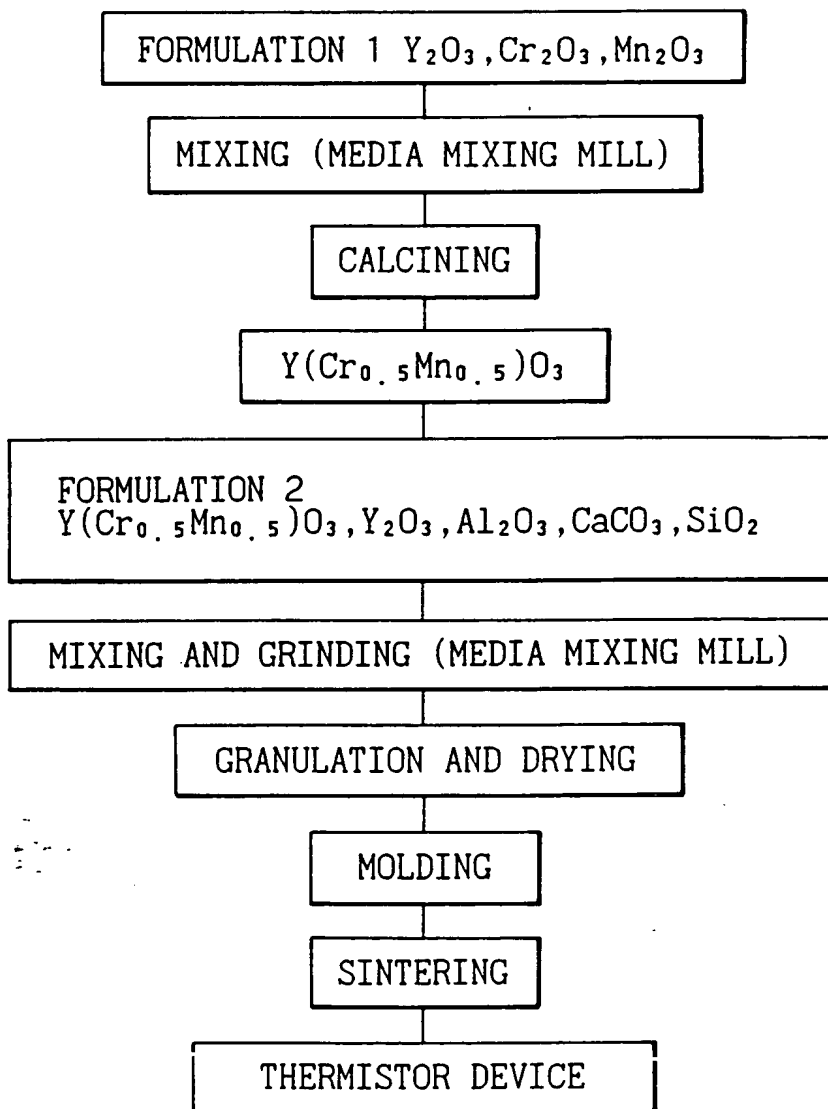 FORMULATION 1 Y₂O₃,Cr₂O₃,Mn₂O₃
MIXING (MEDIA MIXING MILL)
CALCINING
Y(Cr₀.₅Mn₀.₅)O₃
FORMULATION 2
Y(Cr₀.₅Mn₀.₅)O₃,Y₂O₃,Al₂O₃,CaCO₃,SiO₂
MIXING AND GRINDING (MEDIA MIXING MILL)
GRANULATION AND DRYING
MOLDING
SINTERING
THERMISTOR DEVICE